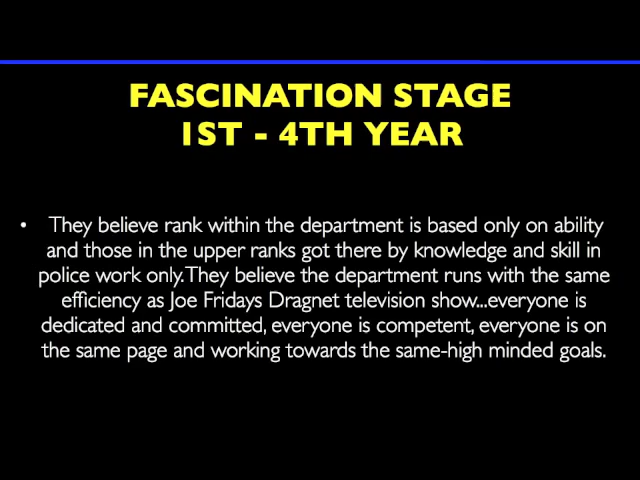 FASCINATION STAGE
1ST - 4TH YEAR
• They believe rank within the department is based only on ability
and those in the upper ranks got there by knowledge and skill in
police work only.They believe the department runs with the same
efficiency as Joe Fridays Dragnet television show...everyone is
dedicated and committed, everyone is competent, everyone is on
the same page and working towards the same-high minded goals.